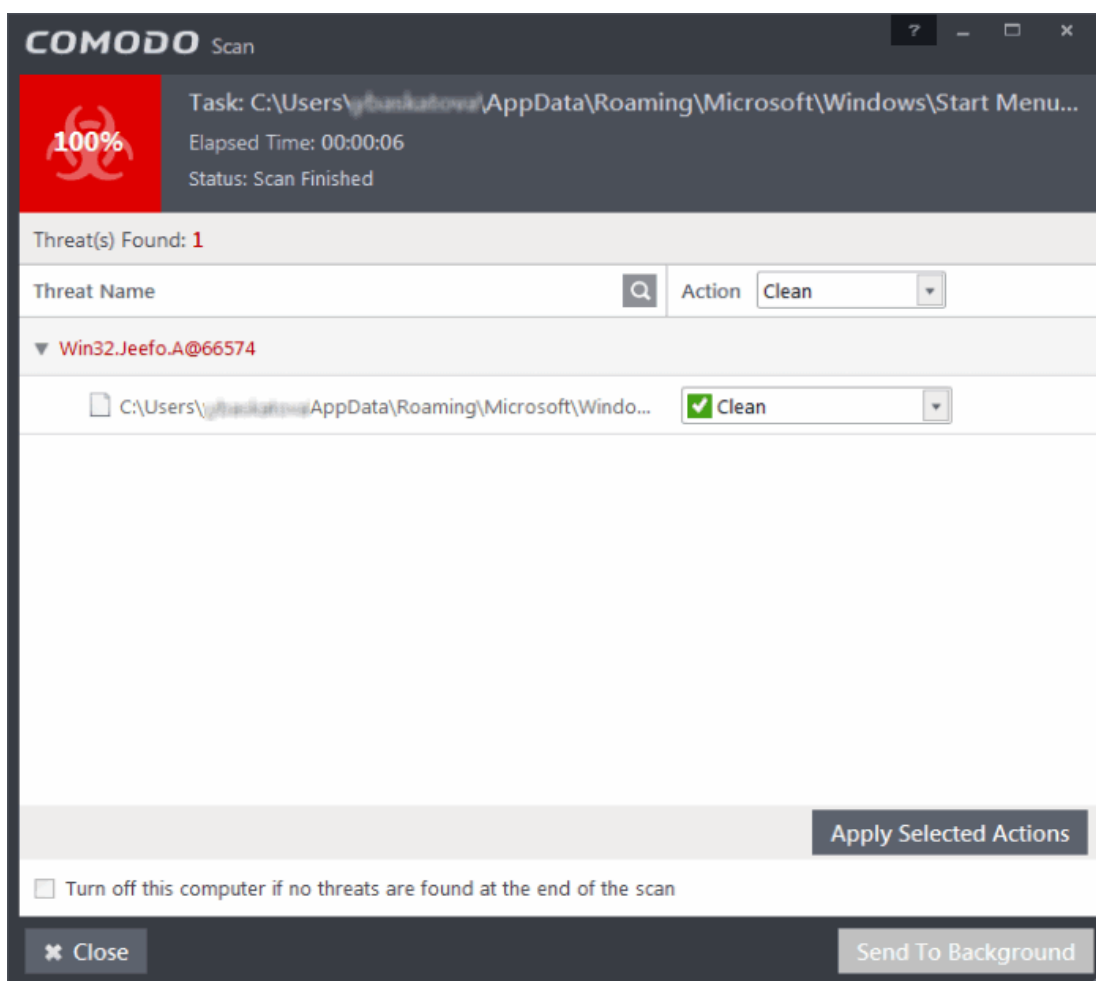 COMODO Scan
?
100%
Task: C:\Users\ \AppData\Roaming\Microsoft\Windows\Start Menu...
Elapsed Time: 00:00:06
Status: Scan Finished
Threat(s) Found: 1
Threat Name Action Clean
Win32.Jeefo.A@66574
C:\Users\ AppData\Roaming\Microsoft\Windo... Clean
Apply Selected Actions
Turn off this computer if no threats are found at the end of the scan
Close Send To Background